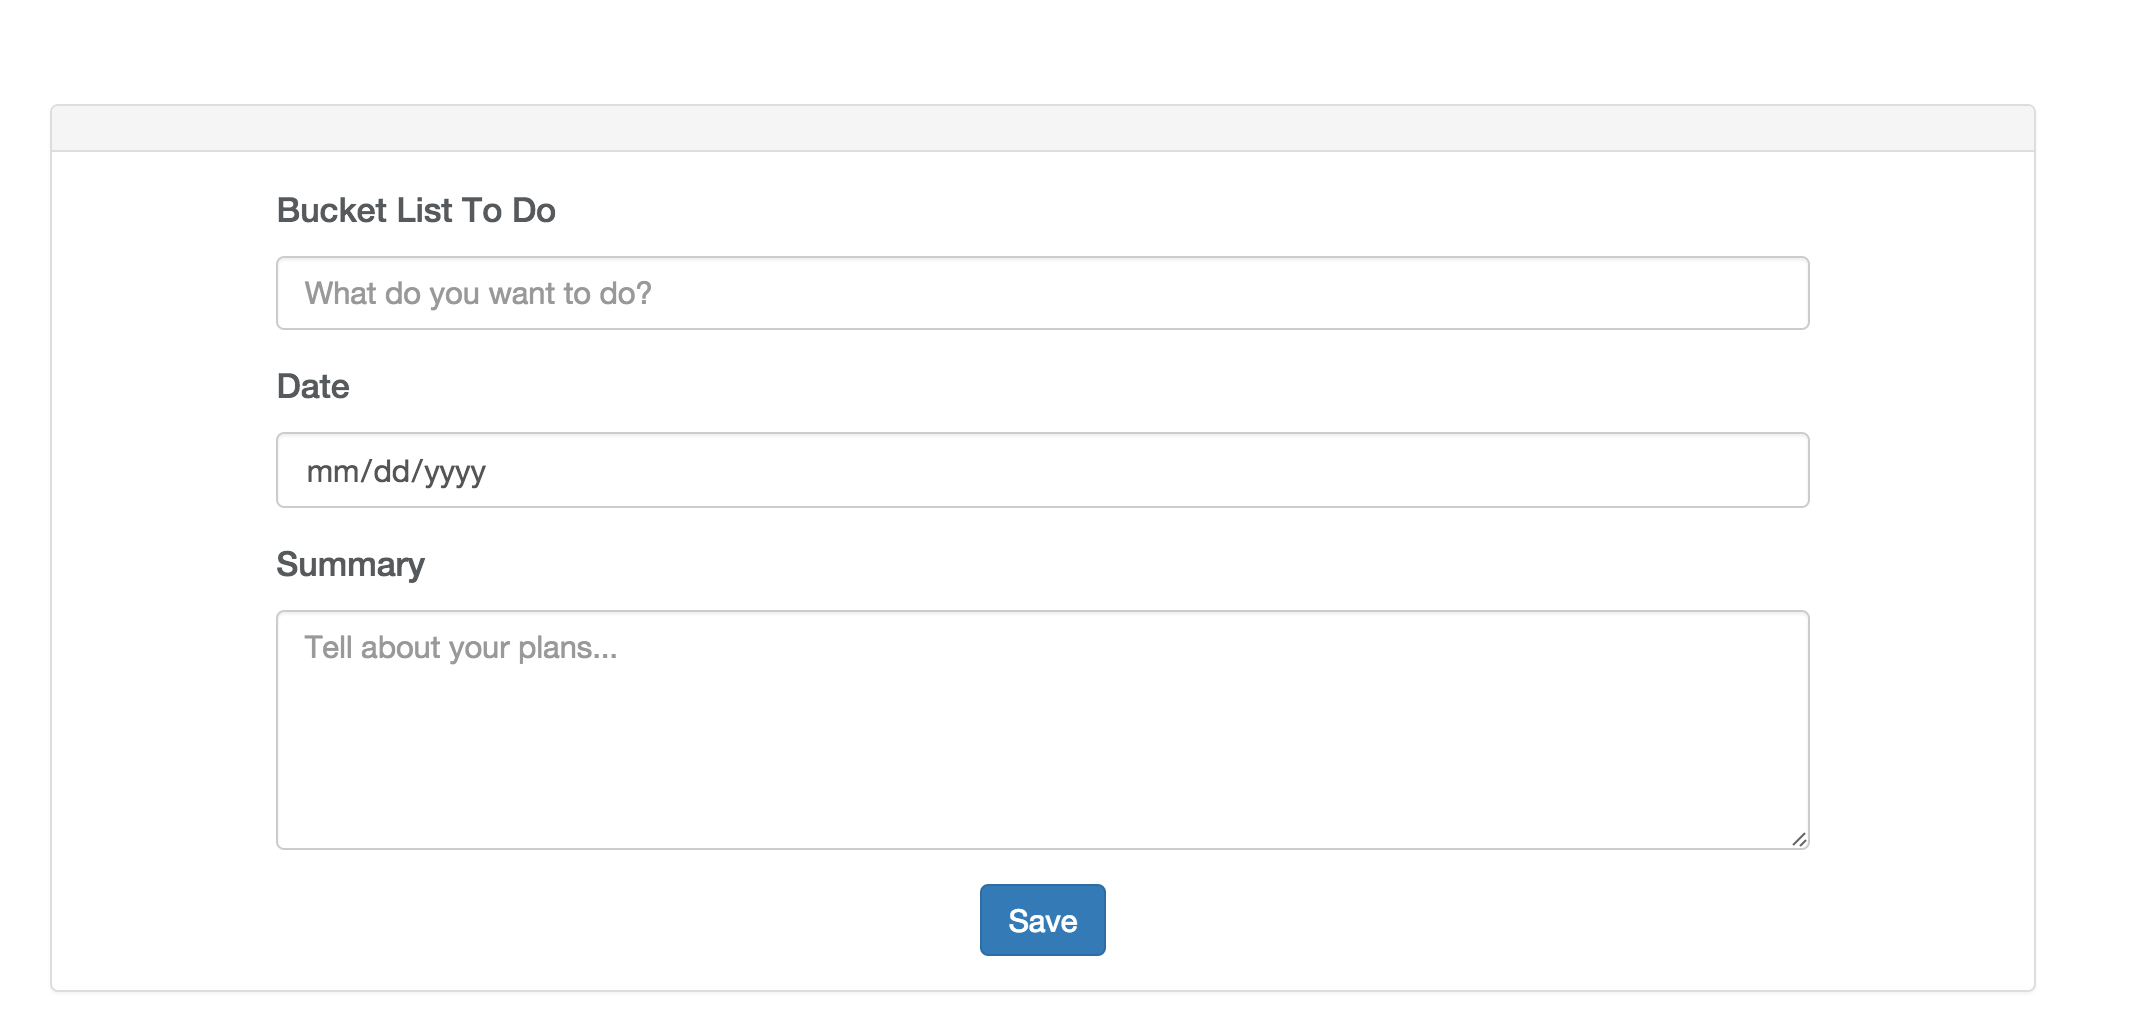 Bucket List To Do
What do you want to do?
Date
mm/dd/yyyy
Summary
Tell about your plans...
Save